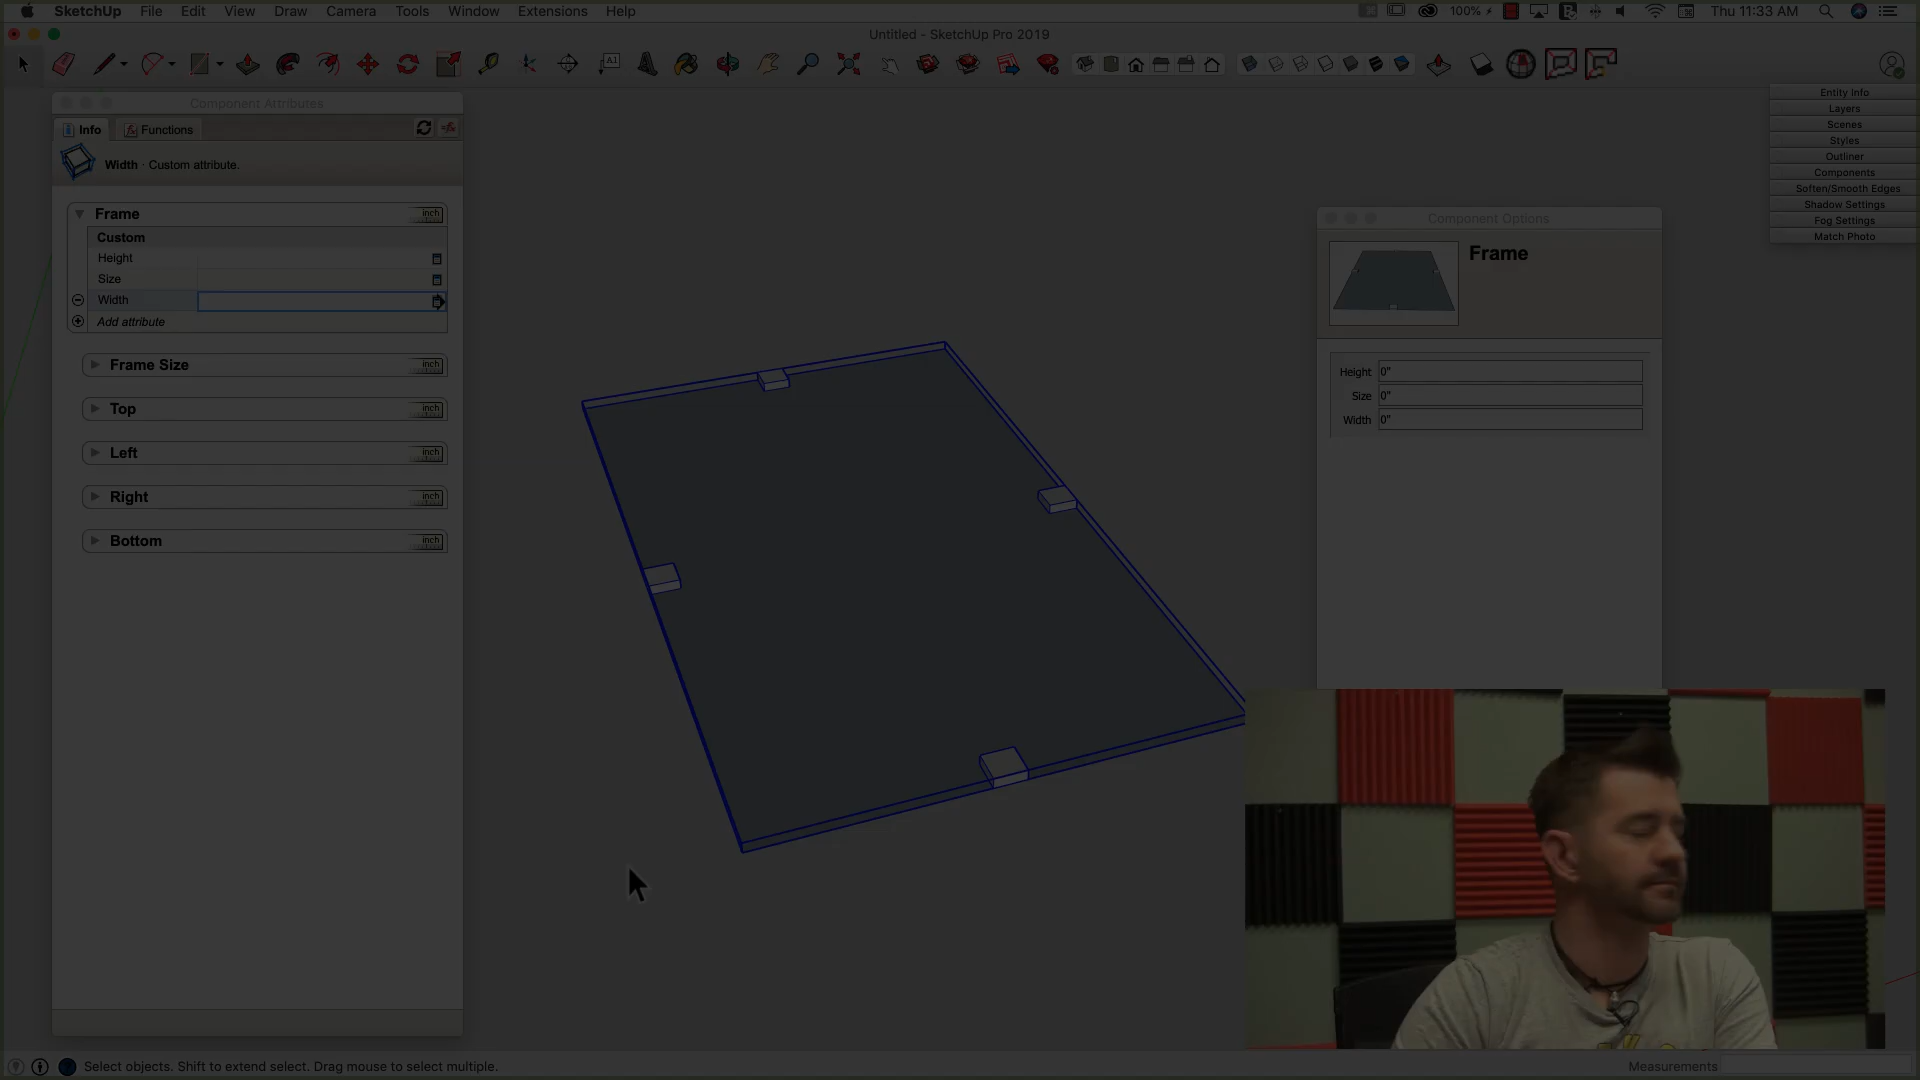 SketchUp File Edit View Draw Camera Tools Window Extensions Help 100% Thu 11:33 AM
Untitled - SketchUp Pro 2019
A1
Component Attributes
Info Functions
Width · Custom attribute.
Frame inch
Custom
Height
Size
Width
Add attribute
Frame Size inch
Top inch
Left inch
Right inch
Bottom inch
Component Options
Frame
Height 0"
Size 0"
Width 0"
Entity Info
Layers
Scenes
Styles
Outliner
Components
Soften/Smooth Edges
Shadow Settings
Fog Settings
Match Photo
Select objects. Shift to extend select. Drag mouse to select multiple.
Measurements